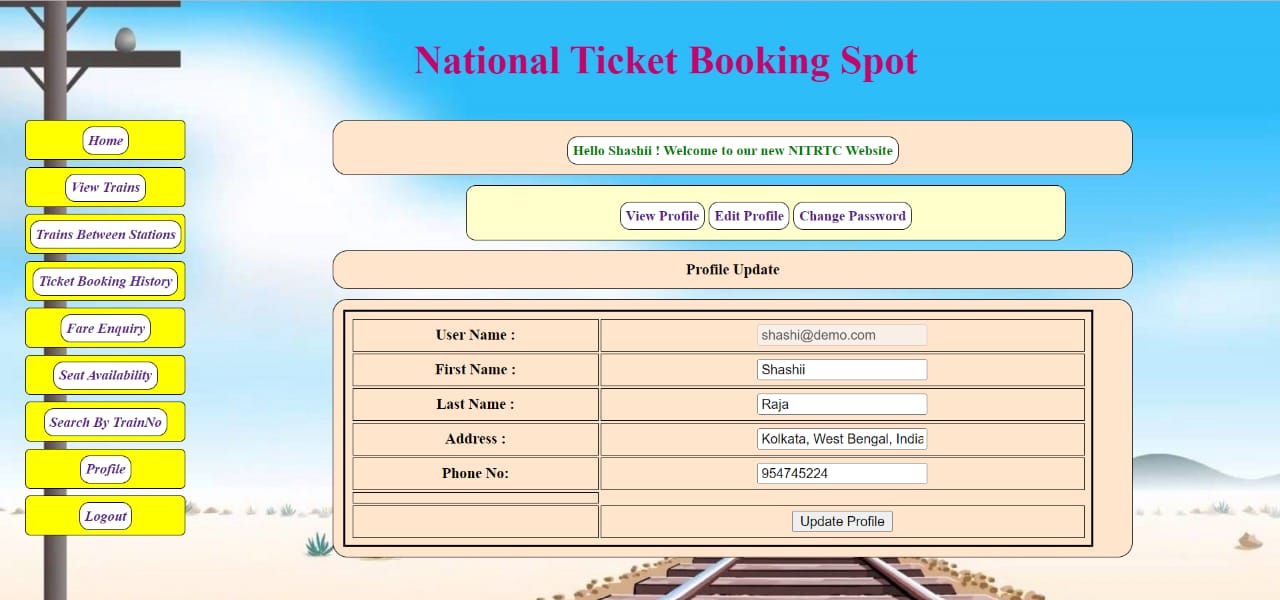 National Ticket Booking Spot
Home
View Trains
Trains Between Stations
Ticket Booking History
Fare Enquiry
Seat Availability
Search By TrainNo
Profile
Logout
Hello Shashii ! Welcome to our new NITRTC Website
View Profile Edit Profile Change Password
Profile Update
User Name : shashi@demo.com
First Name : Shashii
Last Name : Raja
Address : Kolkata, West Bengal, India
Phone No: 954745224
Update Profile